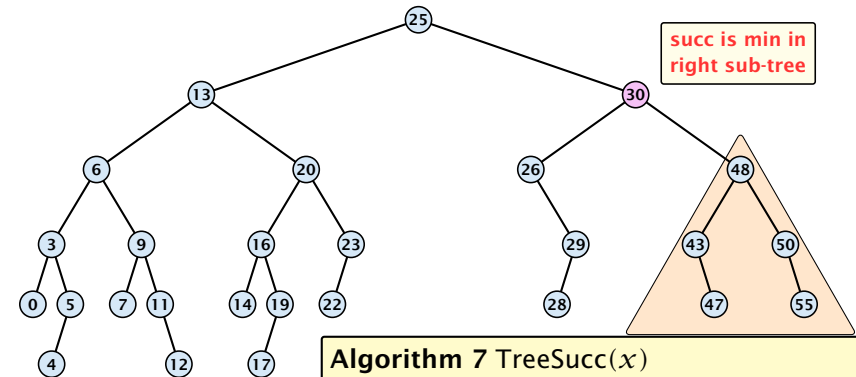 25
succ is min in
right sub-tree
13 30
6 20 26 48
3 9 16 23 29 43 50
0 5 7 11 14 19 22 28 47 55
4 12 17
Algorithm 7 TreeSucc(x)